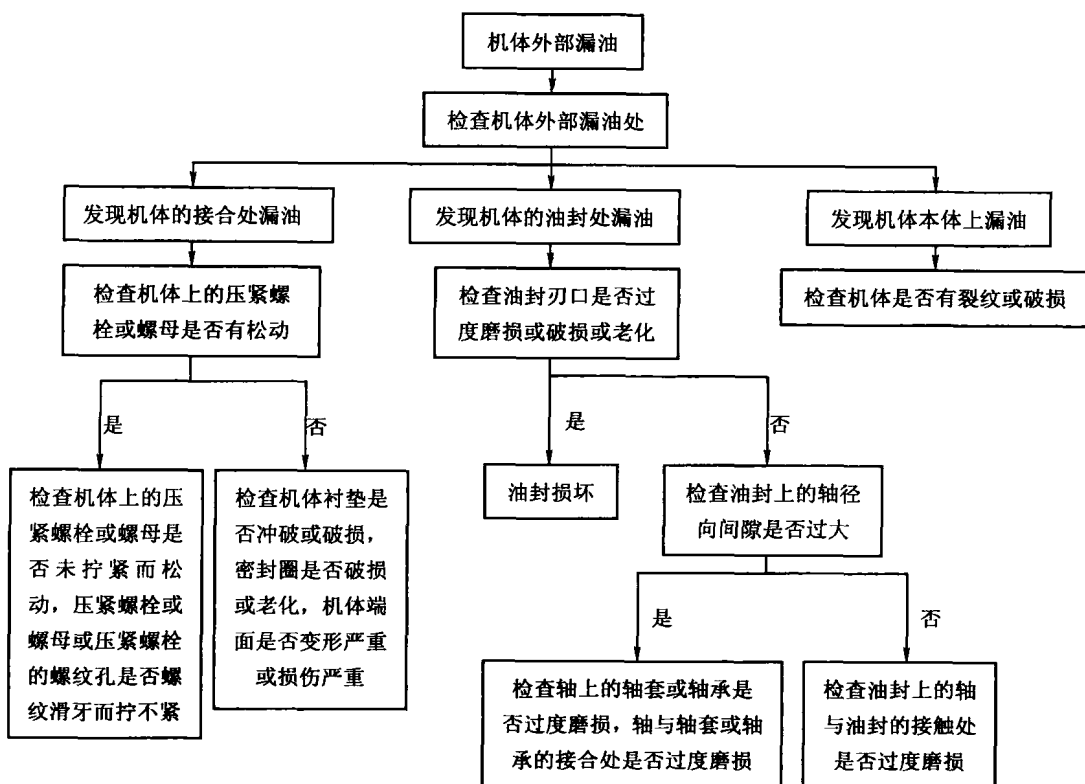 机体外部漏油
检查机体外部漏油处
发现机体的接合处漏油
发现机体的油封处漏油
发现机体本体上漏油
检查机体上的压紧螺
栓或螺母是否有松动
检查油封刃口是否过
度磨损或破损或老化
检查机体是否有裂纹或破损
是
否
是
否
检查机体上的压
紧螺栓或螺母是
否未拧紧而松
动，压紧螺栓或
螺母或压紧螺栓
的螺纹孔是否螺
纹滑牙而拧不紧
检查机体衬垫是
否冲破或破损，
密封圈是否破损
或老化，机体端
面是否变形严重
或损伤严重
油封损坏
检查油封上的轴径
向间隙是否过大
是
否
检查轴上的轴套或轴承是
否过度磨损，轴与轴套或轴
承的接合处是否过度磨损
检查油封上的轴
与油封的接触处
是否过度磨损